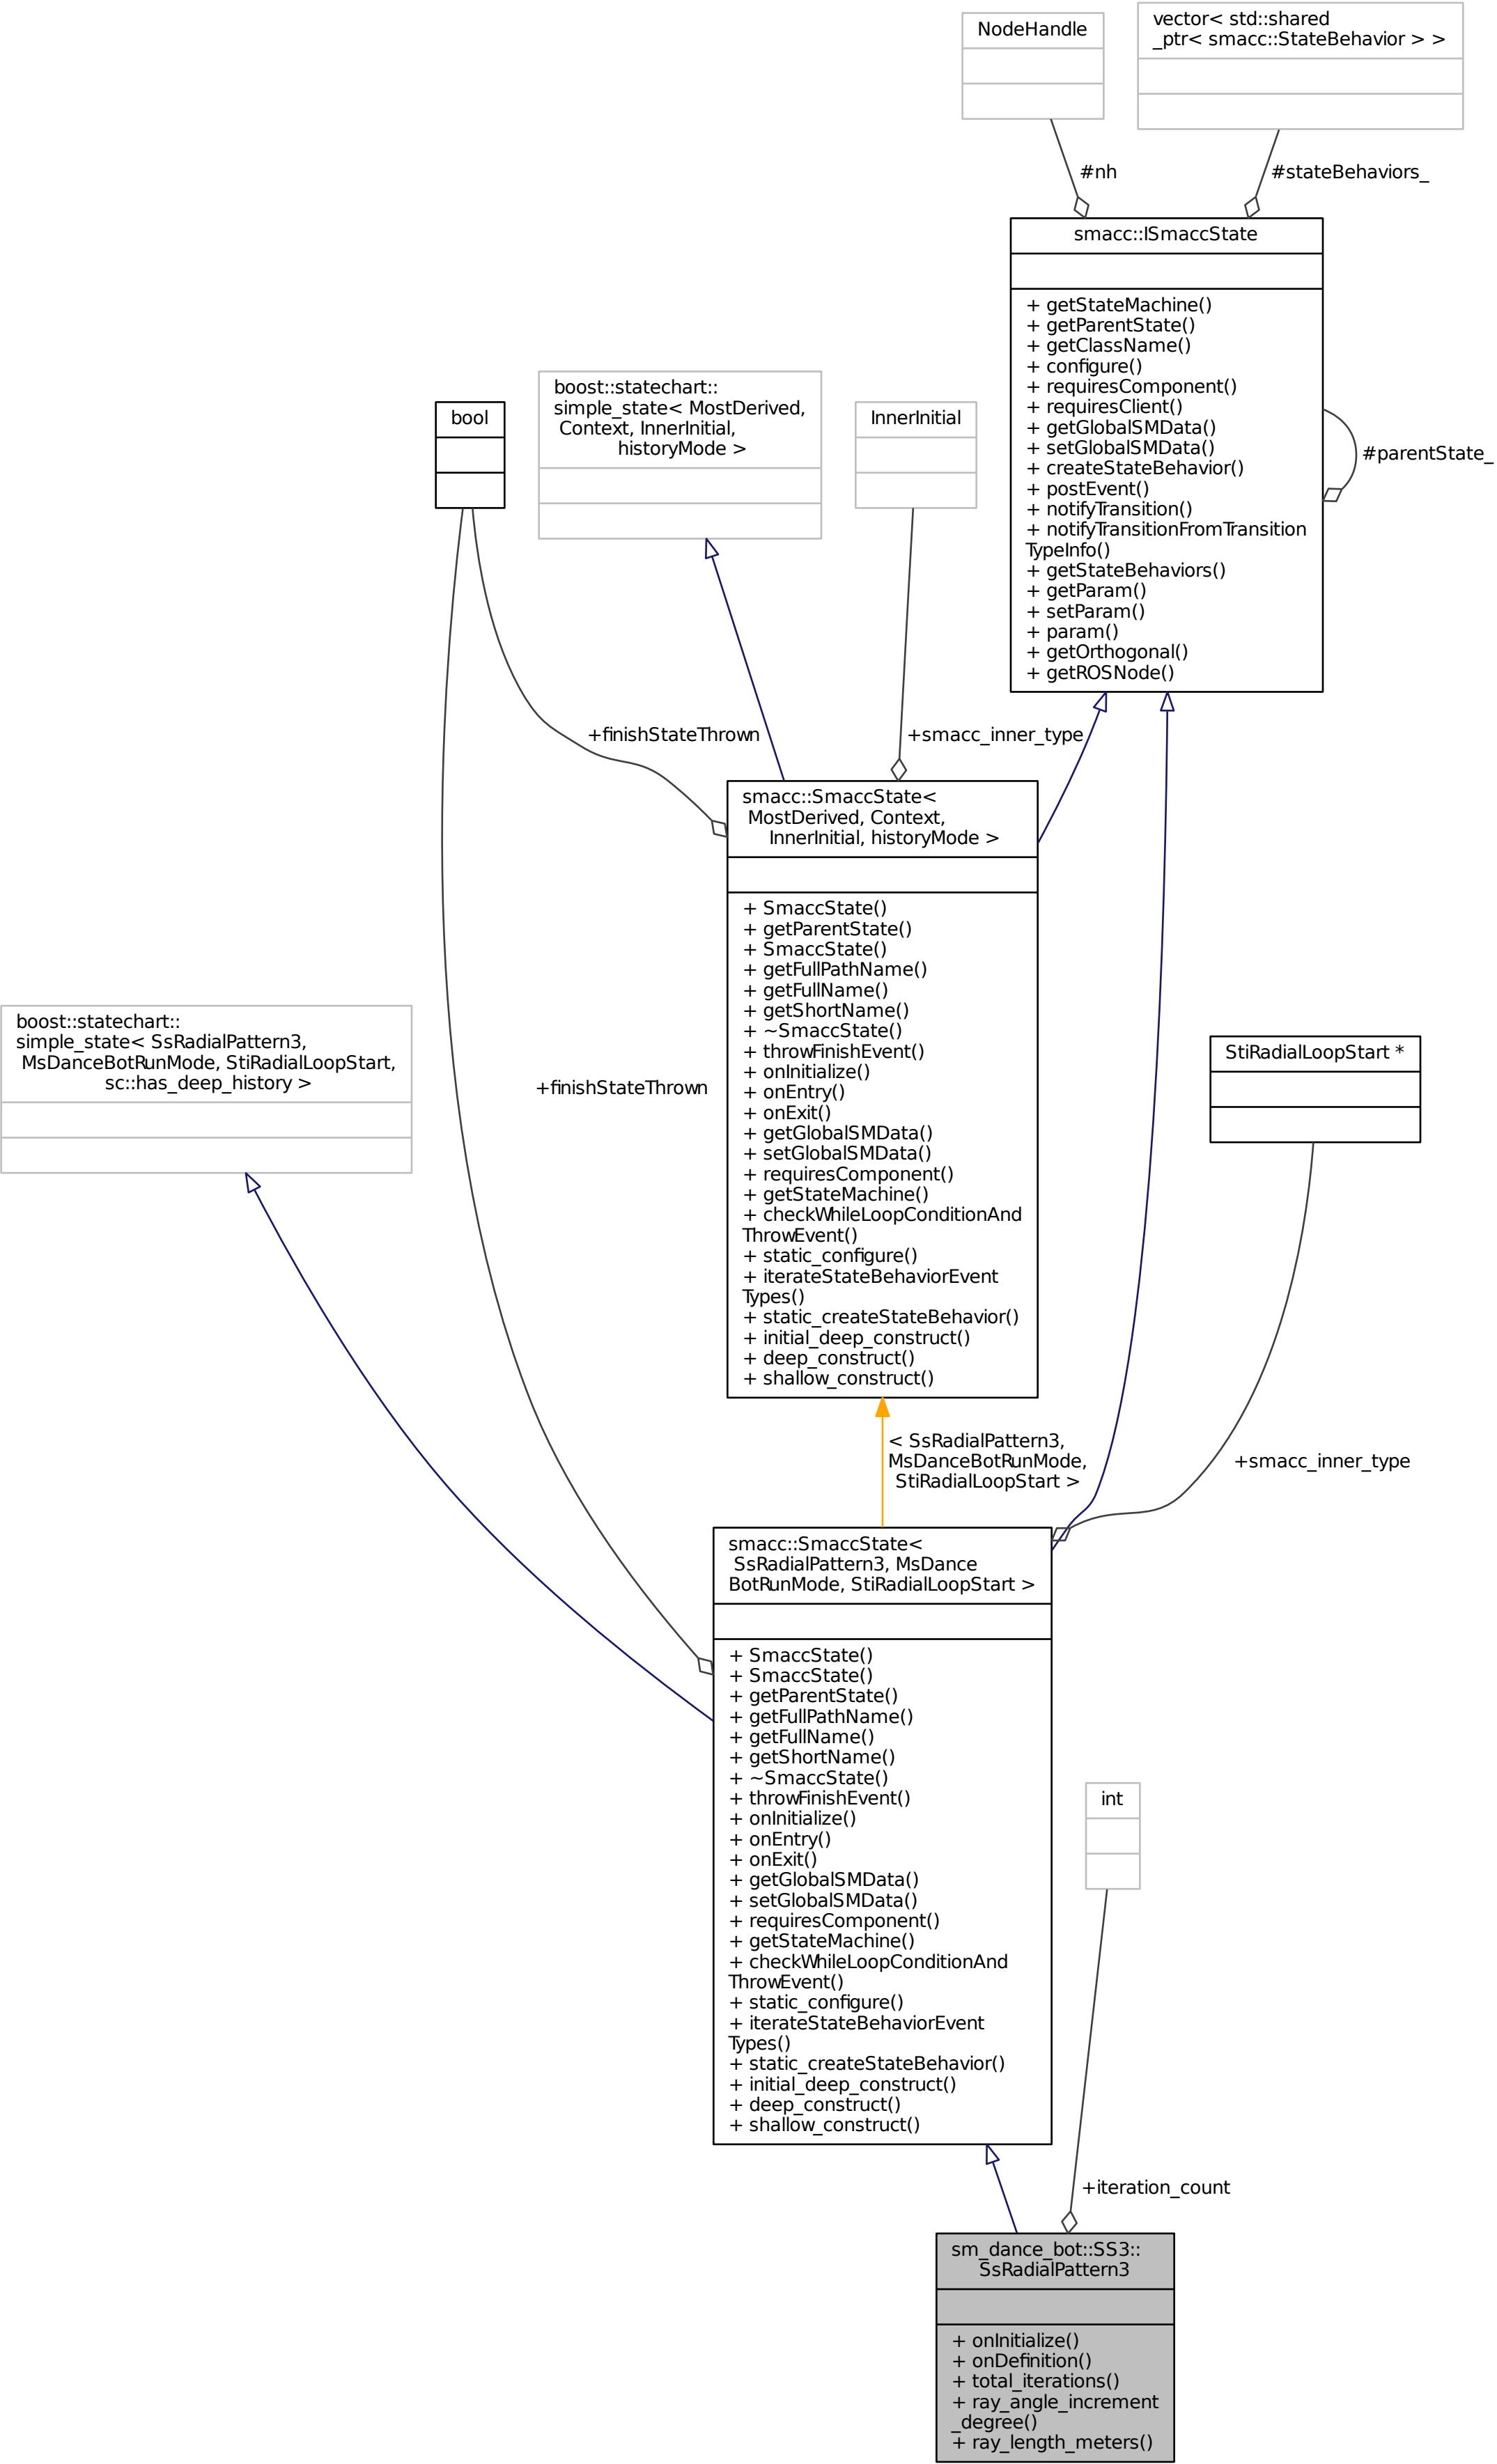 NodeHandle
vector< std::shared
_ptr< smacc::StateBehavior > >
#nh
#stateBehaviors_
smacc::ISmaccState
+ getStateMachine()
+ getParentState()
+ getClassName()
+ configure()
+ requiresComponent()
+ requiresClient()
+ getGlobalSMData()
+ setGlobalSMData()
+ createStateBehavior()
+ postEvent()
+ notifyTransition()
+ notifyTransitionFromTransition
TypeInfo()
+ getStateBehaviors()
+ getParam()
+ setParam()
+ param()
+ getOrthogonal()
+ getROSNode()
#parentState_
bool
boost::statechart::
simple_state< MostDerived,
Context, InnerInitial,
historyMode >
InnerInitial
+finishStateThrown
+smacc_inner_type
smacc::SmaccState<
MostDerived, Context,
InnerInitial, historyMode >
+ SmaccState()
+ getParentState()
+ SmaccState()
+ getFullPathName()
+ getFullName()
+ getShortName()
+ ~SmaccState()
+ throwFinishEvent()
+ onInitialize()
+ onEntry()
+ onExit()
+ getGlobalSMData()
+ setGlobalSMData()
+ requiresComponent()
+ getStateMachine()
+ checkWhileLoopConditionAnd
ThrowEvent()
+ static_configure()
+ iterateStateBehaviorEvent
Types()
+ static_createStateBehavior()
+ initial_deep_construct()
+ deep_construct()
+ shallow_construct()
boost::statechart::
simple_state< SsRadialPattern3,
MsDanceBotRunMode, StiRadialLoopStart,
sc::has_deep_history >
+finishStateThrown
StiRadialLoopStart *
< SsRadialPattern3,
MsDanceBotRunMode,
StiRadialLoopStart >
+smacc_inner_type
smacc::SmaccState<
SsRadialPattern3, MsDance
BotRunMode, StiRadialLoopStart >
+ SmaccState()
+ SmaccState()
+ getParentState()
+ getFullPathName()
+ getFullName()
+ getShortName()
+ ~SmaccState()
+ throwFinishEvent()
+ onInitialize()
+ onEntry()
+ onExit()
+ getGlobalSMData()
+ setGlobalSMData()
+ requiresComponent()
+ getStateMachine()
+ checkWhileLoopConditionAnd
ThrowEvent()
+ static_configure()
+ iterateStateBehaviorEvent
Types()
+ static_createStateBehavior()
+ initial_deep_construct()
+ deep_construct()
+ shallow_construct()
int
+iteration_count
sm_dance_bot::SS3::
SsRadialPattern3
+ onInitialize()
+ onDefinition()
+ total_iterations()
+ ray_angle_increment
_degree()
+ ray_length_meters()